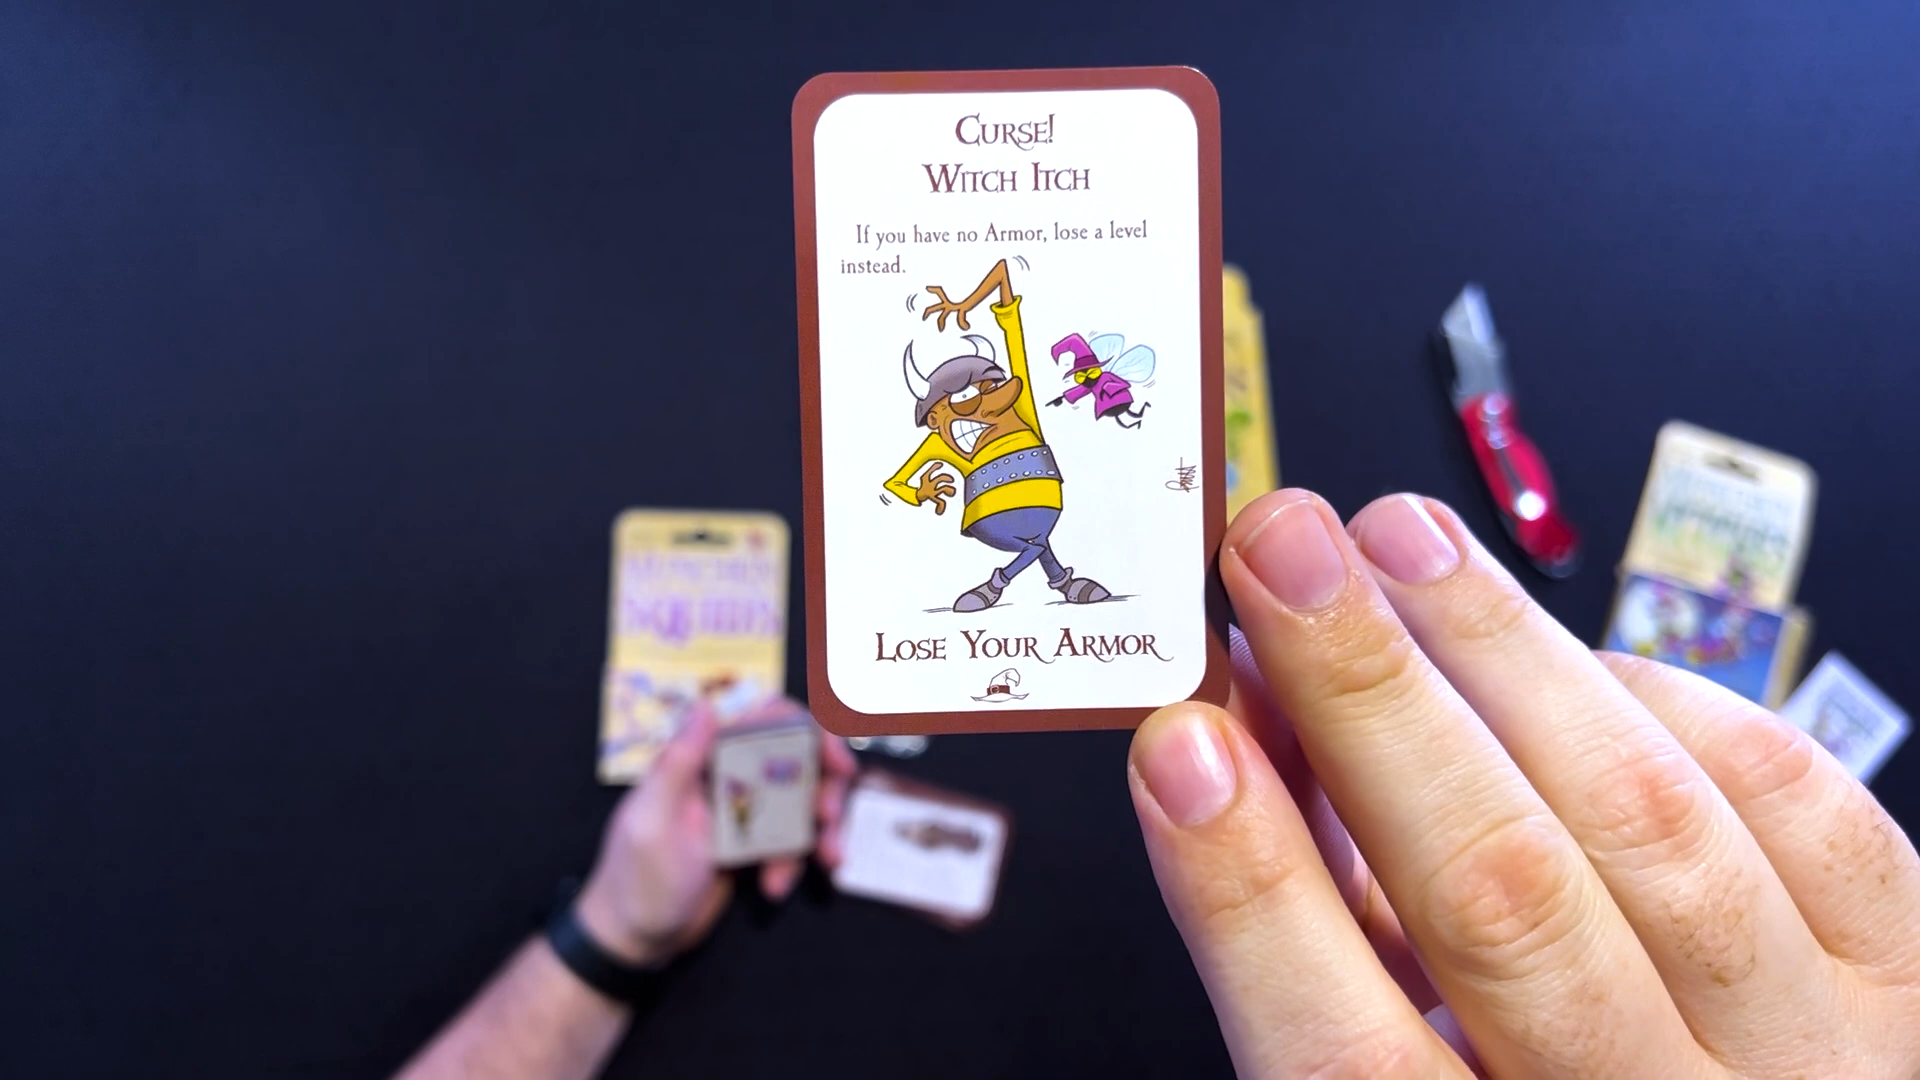 Curse!
Witch Itch
If you have no Armor, lose a level
instead.
Lose Your Armor